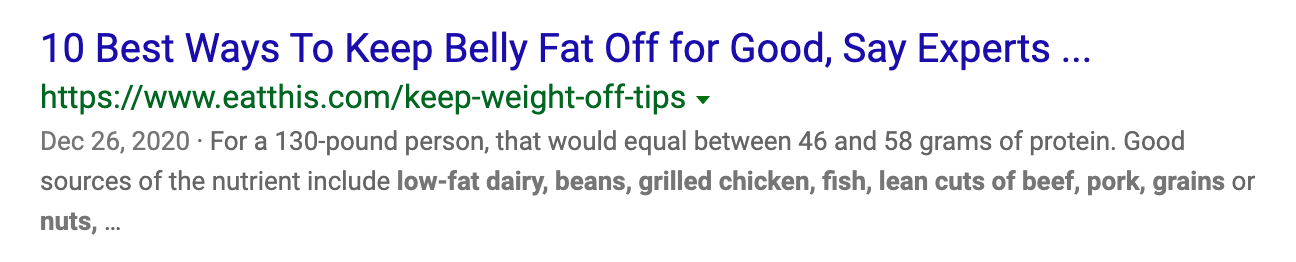 10 Best Ways To Keep Belly Fat Off for Good, Say Experts ...
https://www.eatthis.com/keep-weight-off-tips
Dec 26, 2020 · For a 130-pound person, that would equal between 46 and 58 grams of protein. Good
sources of the nutrient include low-fat dairy, beans, grilled chicken, fish, lean cuts of beef, pork, grains or
nuts, ...